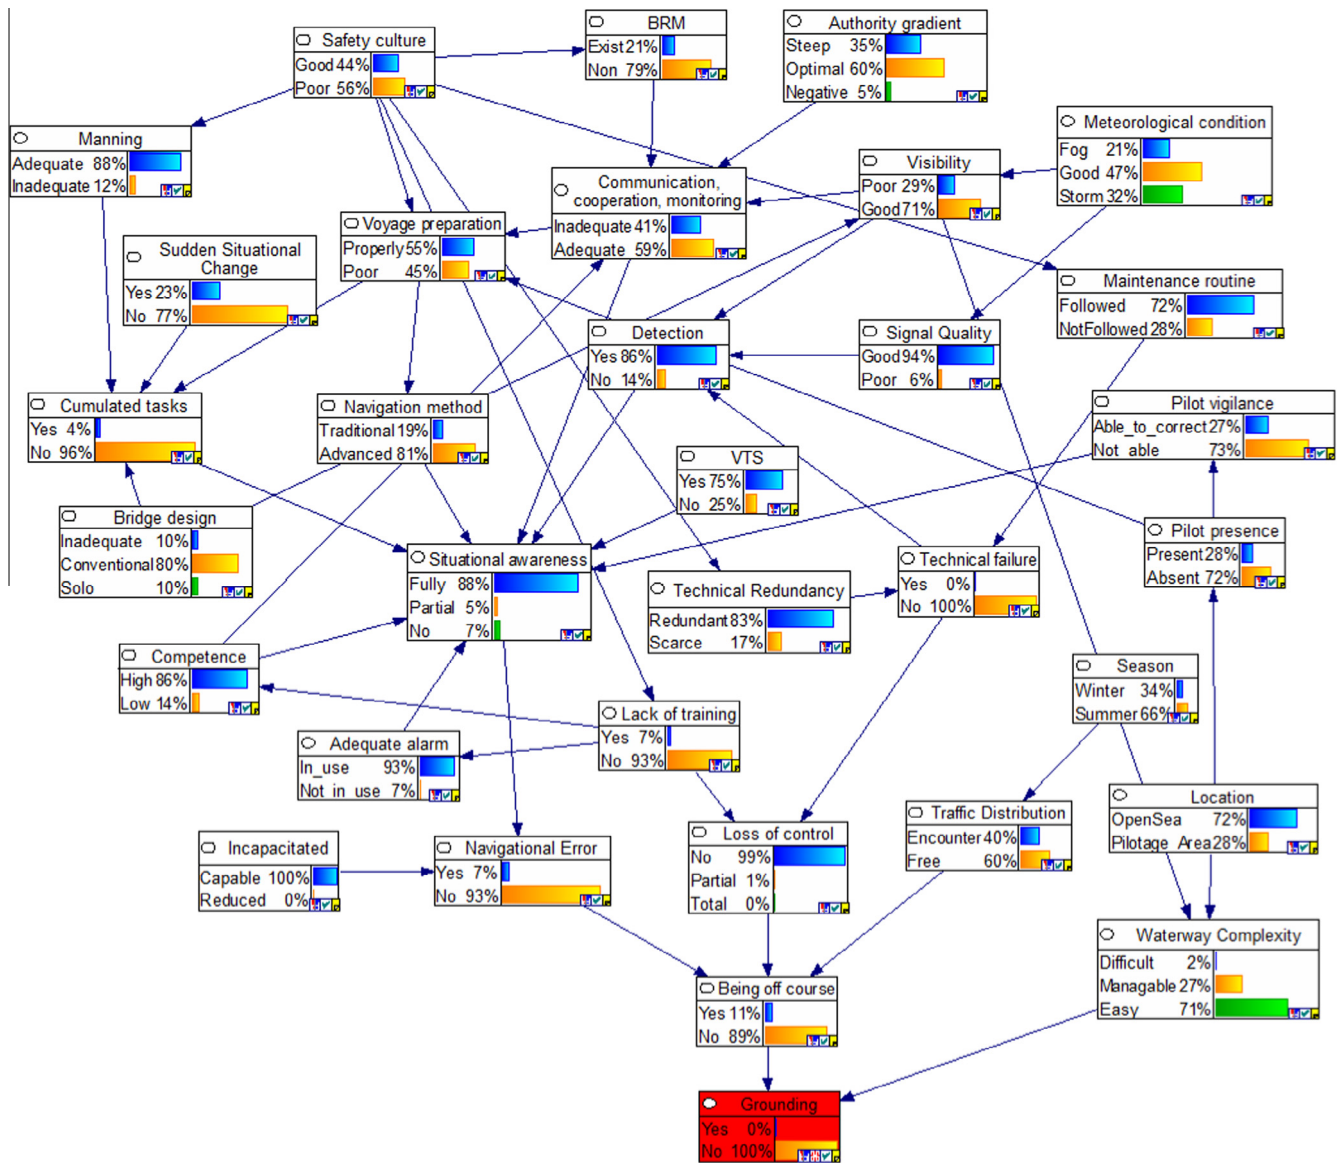 Safety culture
Good 44%
Poor 56%
BRM
Exist 21%
Non 79%
Authority gradient
Steep 35%
Optimal 60%
Negative 5%
Manning
Adequate 88%
Inadequate 12%
Communication,
cooperation, monitoring
Inadequate 41%
Adequate 59%
Visibility
Poor 29%
Good 71%
Meteorological condition
Fog 21%
Good 47%
Storm 32%
Voyage preparation
Properly 55%
Poor 45%
Sudden Situational
Change
Yes 23%
No 77%
Maintenance routine
Followed 72%
NotFollowed 28%
Detection
Yes 86%
No 14%
Signal Quality
Good 94%
Poor 6%
Cumulated tasks
Yes 4%
No 96%
Navigation method
Traditional 19%
Advanced 81%
Pilot vigilance
Able_to_correct 27%
Not able 73%
VTS
Yes 75%
No 25%
Bridge design
Inadequate 10%
Conventional 80%
Solo 10%
Situational awareness
Fully 88%
Partial 5%
No 7%
Technical Redundancy
Redundant 83%
Scarce 17%
Technical failure
Yes 0%
No 100%
Pilot presence
Present 28%
Absent 72%
Competence
High 86%
Low 14%
Season
Winter 34%
Summer 66%
Lack of training
Yes 7%
No 93%
Adequate alarm
In_use 93%
Not in use 7%
Traffic Distribution
Encounter 40%
Free 60%
Location
OpenSea 72%
Pilotage Area 28%
Incapacitated
Capable 100%
Reduced 0%
Navigational Error
Yes 7%
No 93%
Loss of control
No 99%
Partial 1%
Total 0%
Waterway Complexity
Difficult 2%
Managable 27%
Easy 71%
Being off course
Yes 11%
No 89%
Grounding
Yes 0%
No 100%